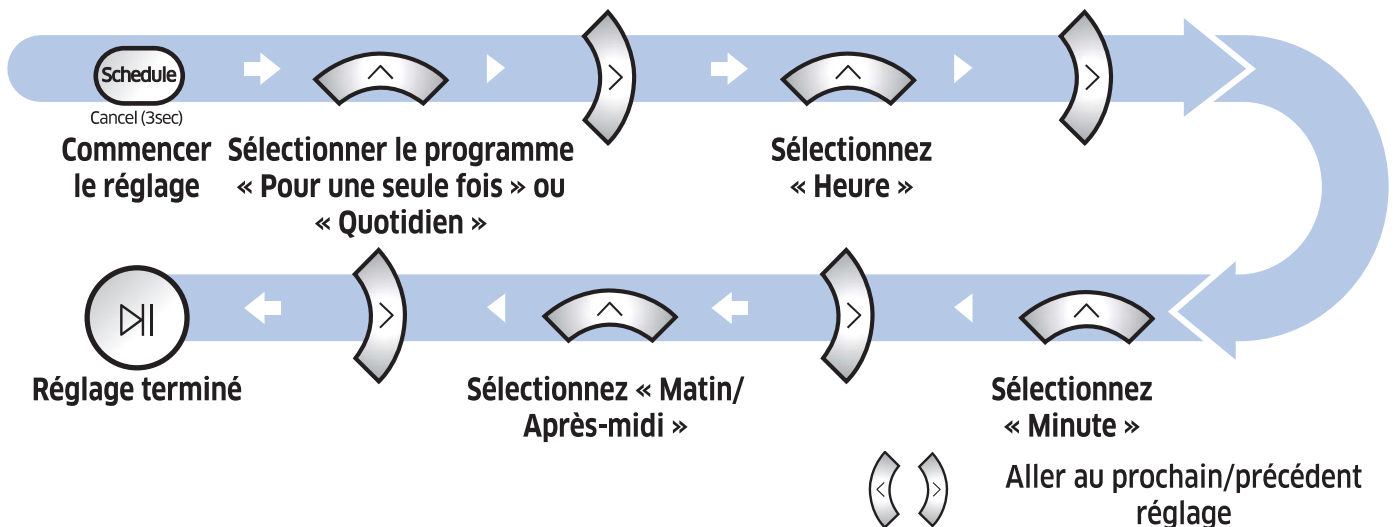 Schedule
Cancel (3sec)
Commencer
le réglage
Sélectionner le programme
« Pour une seule fois » ou
« Quotidien »
Sélectionnez
« Heure »
Réglage terminé
Sélectionnez « Matin/
Après-midi »
Sélectionnez
« Minute »
Aller au prochain/précédent
réglage